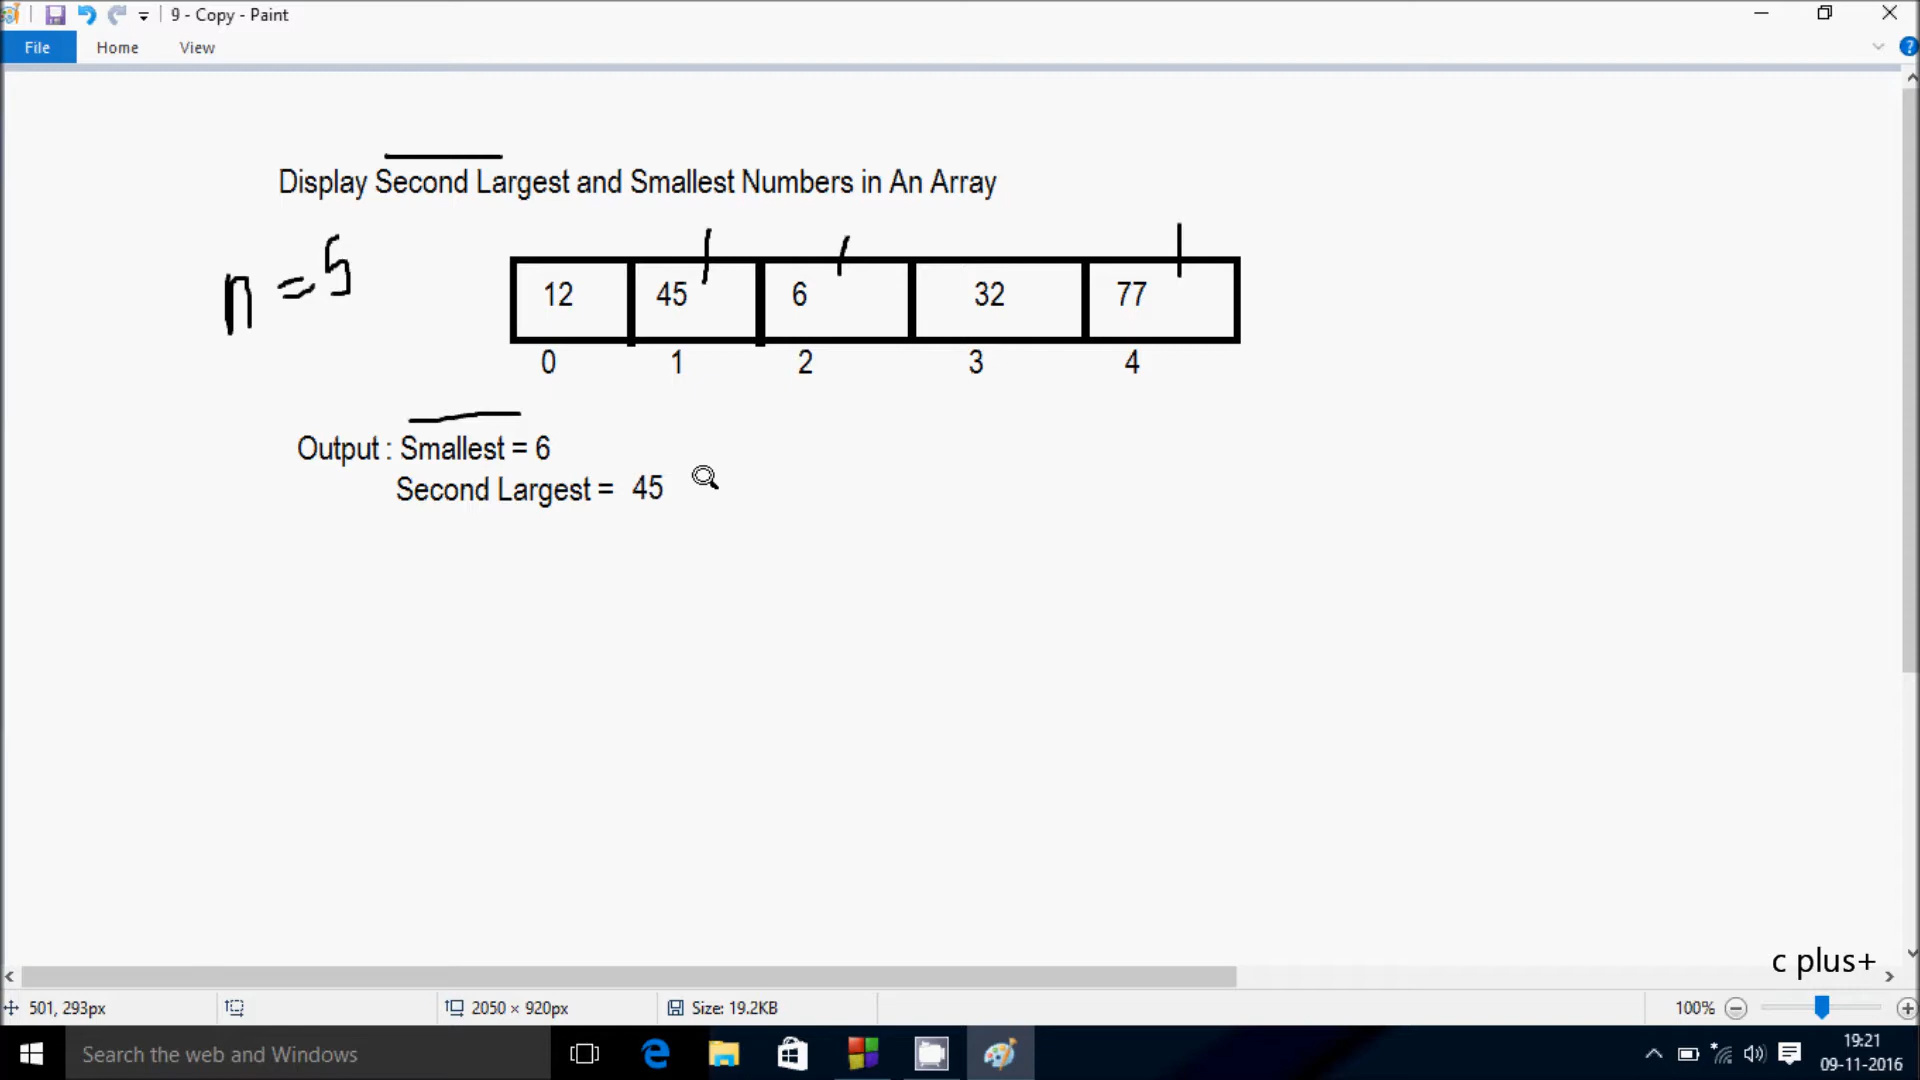 9 - Copy - Paint
File Home View
Display Second Largest and Smallest Numbers in An Array
n = 5
12 45 6 32 77
0 1 2 3 4
Output : Smallest = 6
Second Largest = 45
c plus+
501, 293px 2050 × 920px Size: 19.2KB 100%
Search the web and Windows
19:21
09-11-2016